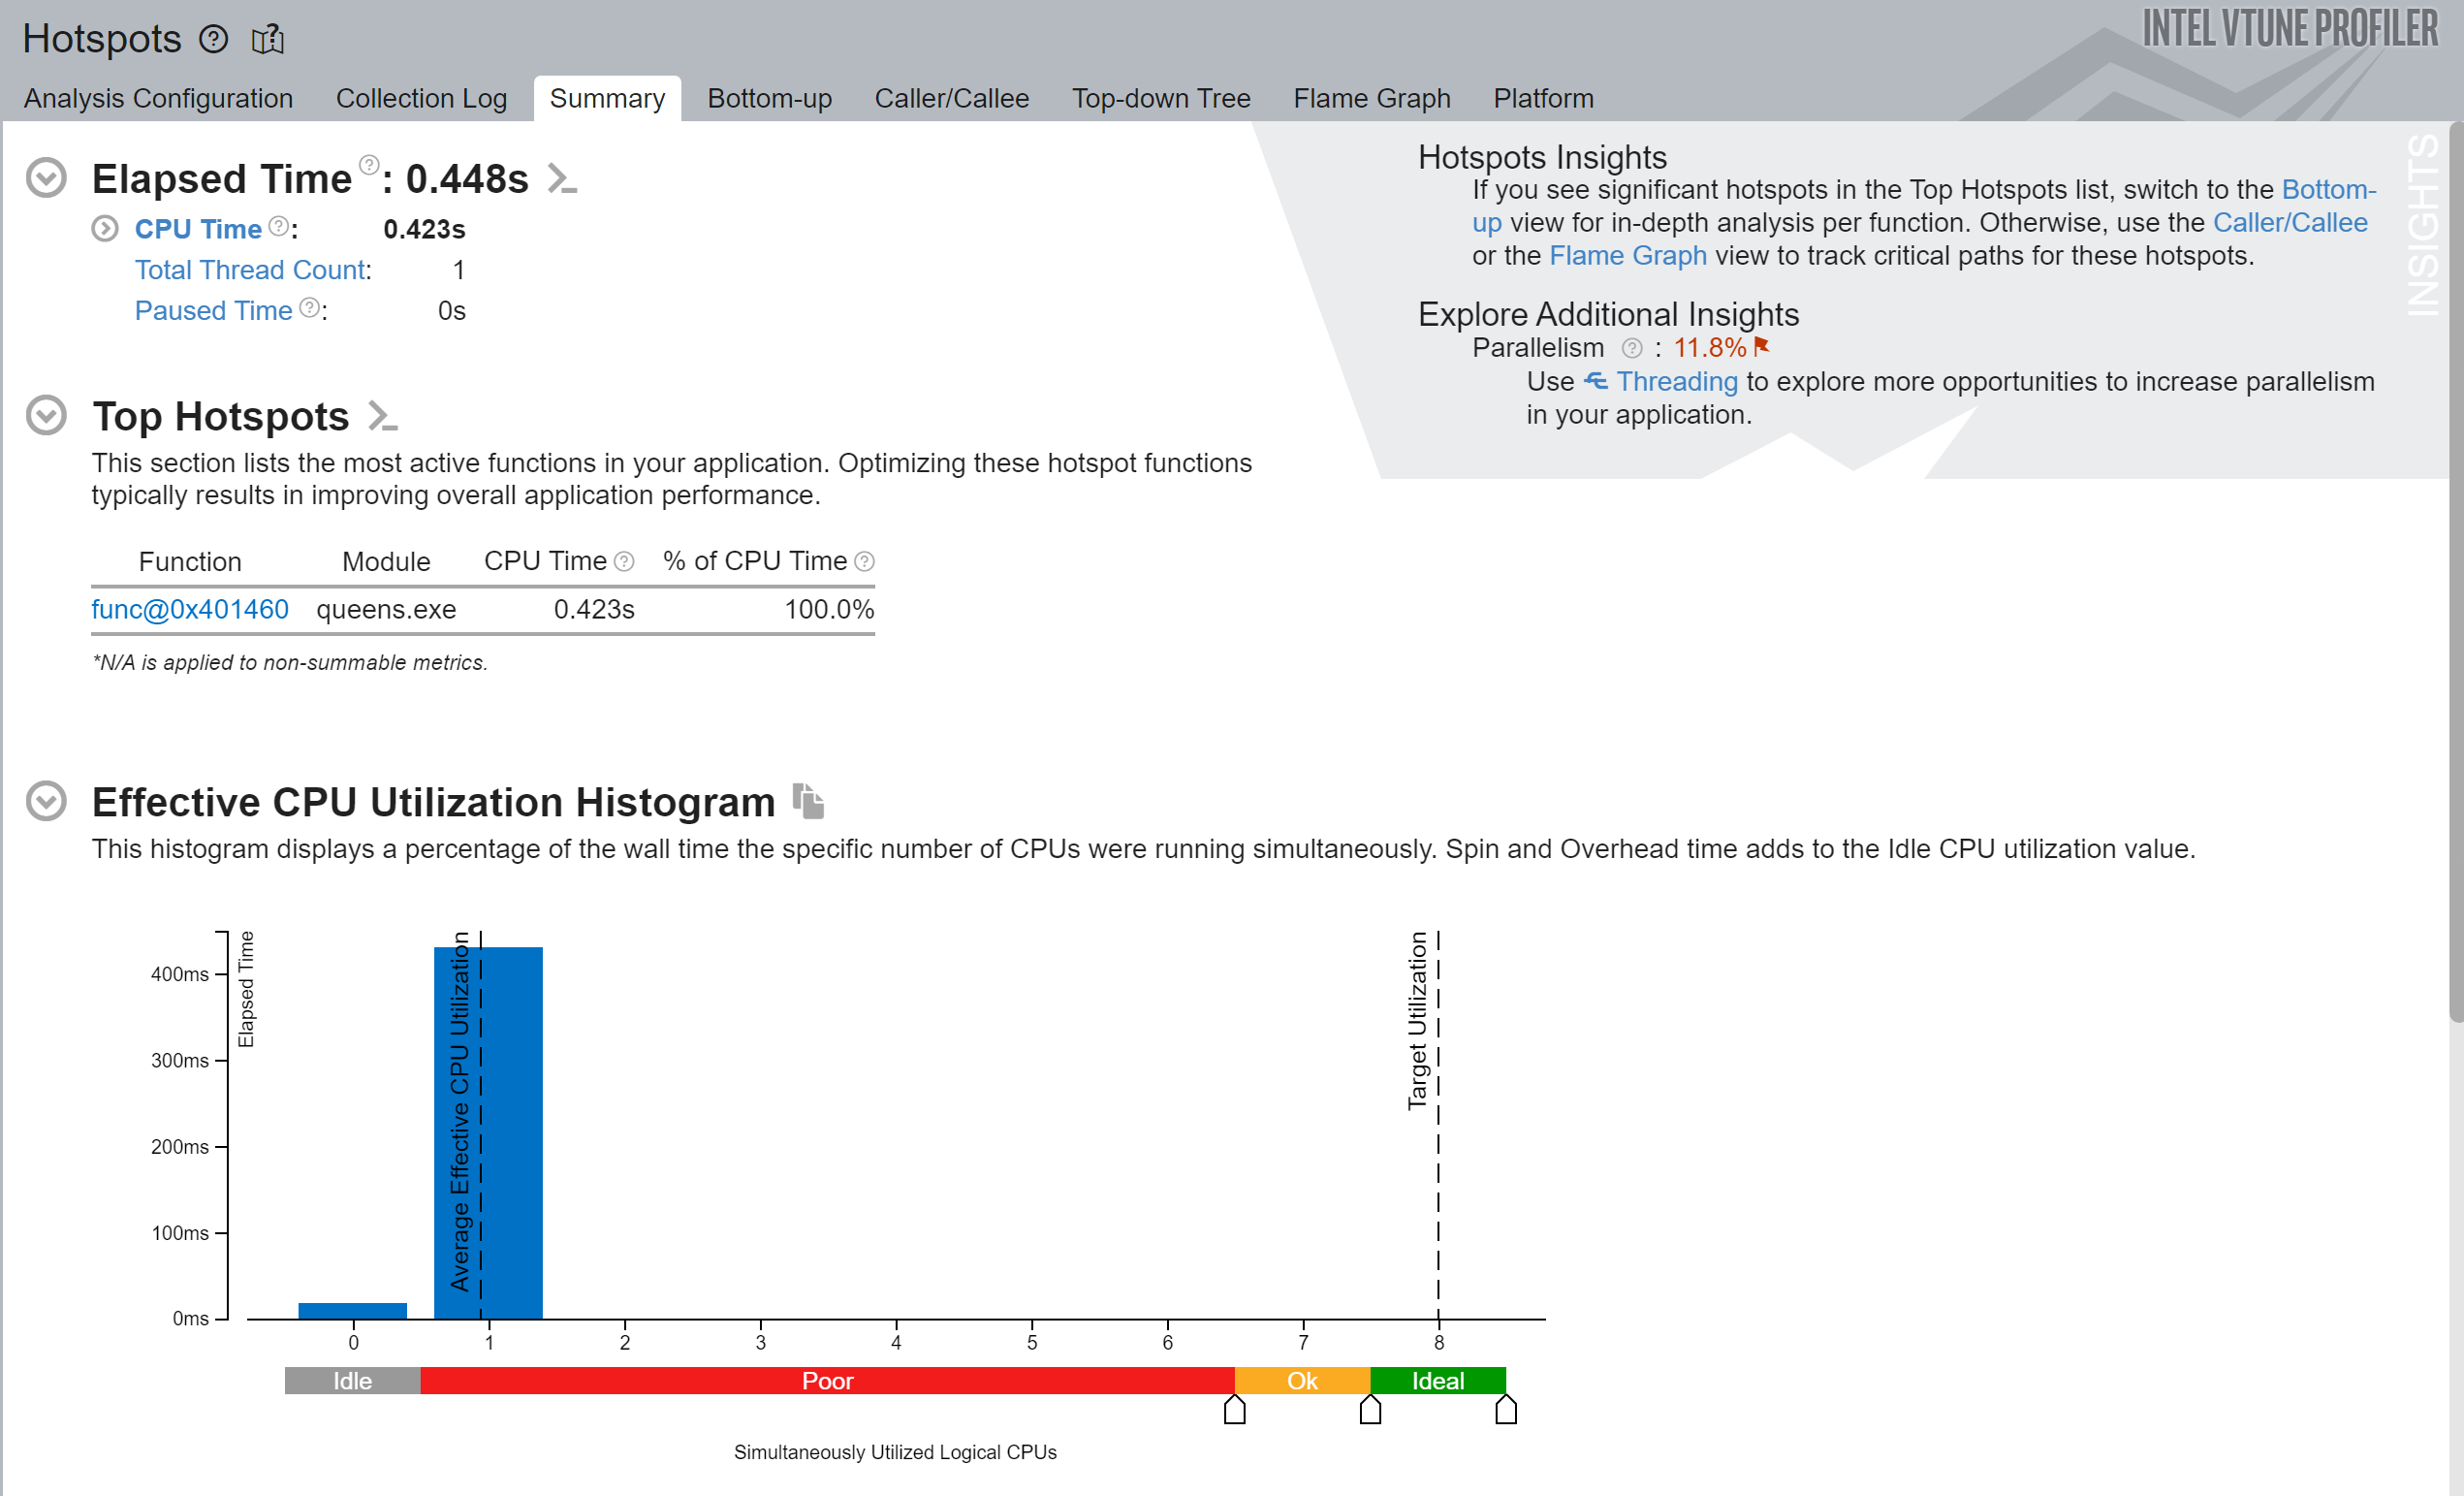 Hotspots
INTEL VTUNE PROFILER
Analysis Configuration Collection Log Summary Bottom-up Caller/Callee Top-down Tree Flame Graph Platform
Elapsed Time: 0.448s
CPU Time: 0.423s
Total Thread Count: 1
Paused Time: 0s
Hotspots Insights
If you see significant hotspots in the Top Hotspots list, switch to the Bottom-
up view for in-depth analysis per function. Otherwise, use the Caller/Callee
or the Flame Graph view to track critical paths for these hotspots.
Explore Additional Insights
Parallelism : 11.8%
Use Threading to explore more opportunities to increase parallelism
in your application.
INSIGHTS
Top Hotspots
This section lists the most active functions in your application. Optimizing these hotspot functions
typically results in improving overall application performance.
Function Module CPU Time % of CPU Time
func@0x401460 queens.exe 0.423s 100.0%
*N/A is applied to non-summable metrics.
Effective CPU Utilization Histogram
This histogram displays a percentage of the wall time the specific number of CPUs were running simultaneously. Spin and Overhead time adds to the Idle CPU utilization value.
Elapsed Time
400ms
300ms
200ms
100ms
0ms
Average Effective CPU Utilization
Target Utilization
0 1 2 3 4 5 6 7 8
Idle Poor Ok Ideal
Simultaneously Utilized Logical CPUs